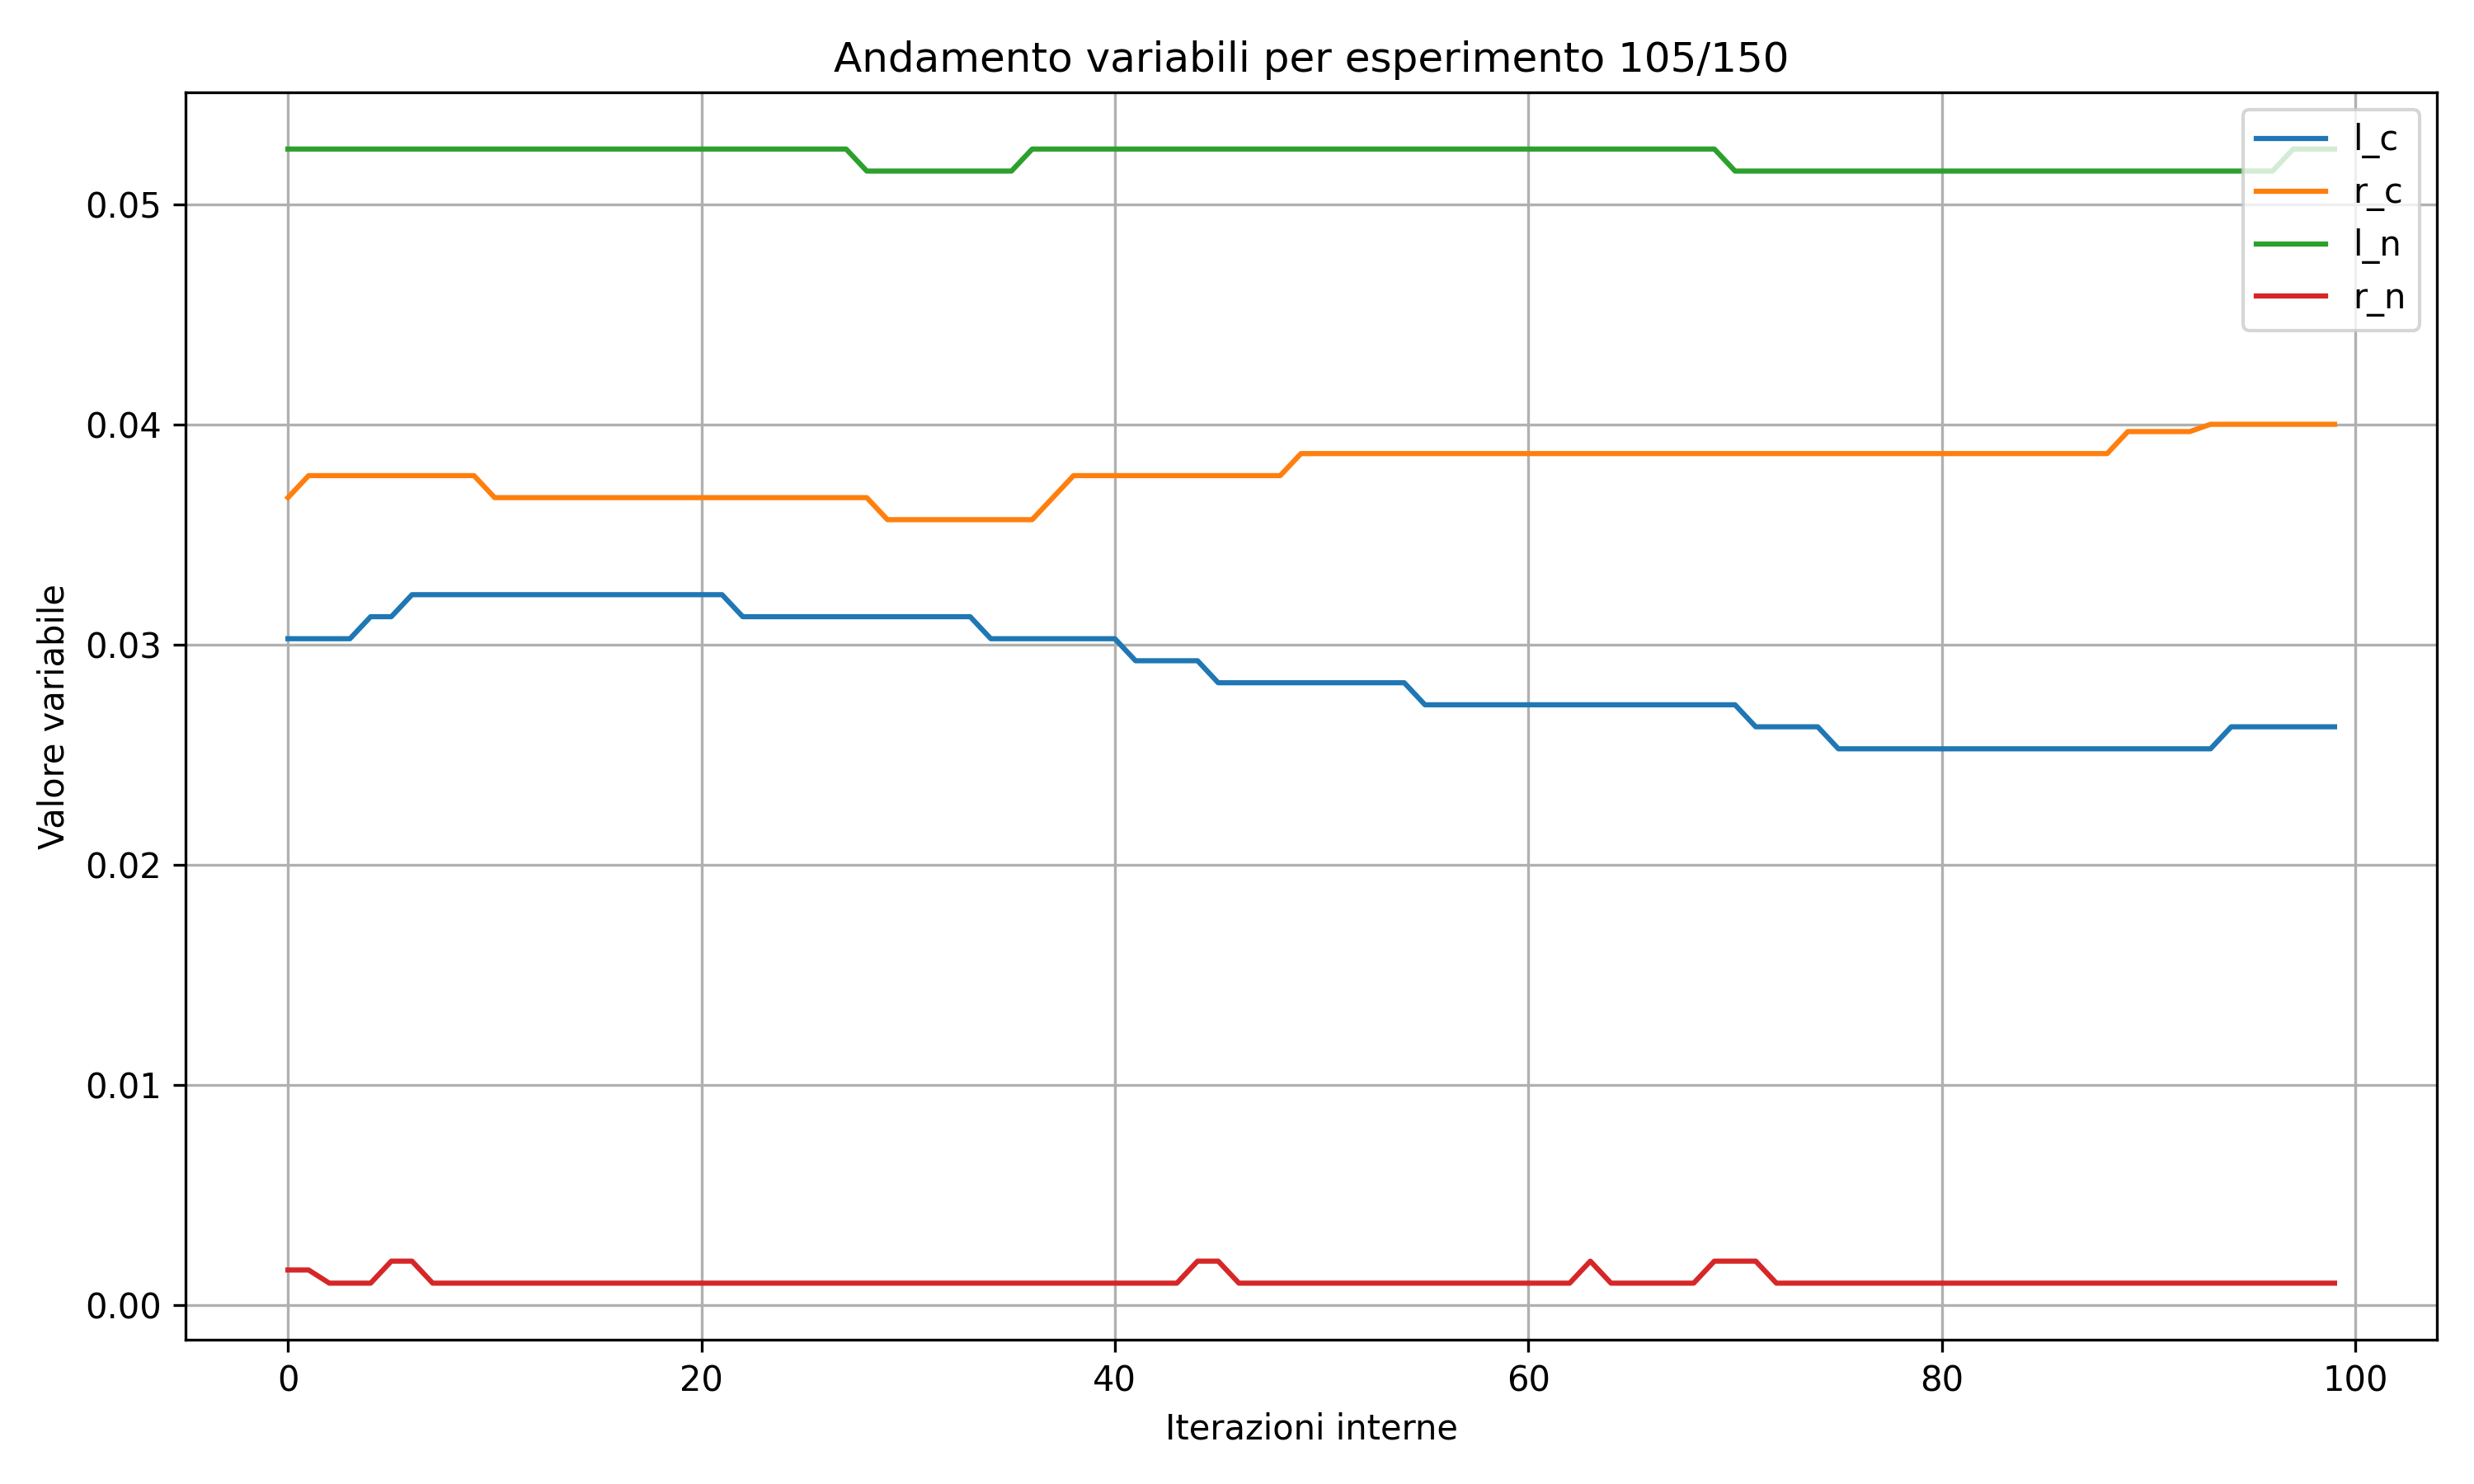 Andamento variabili per esperimento 105/150
l_c
r_c
l_n
r_n
Valore variabile
0.05
0.04
0.03
0.02
0.01
0.00
0 20 40 60 80 100
Iterazioni interne